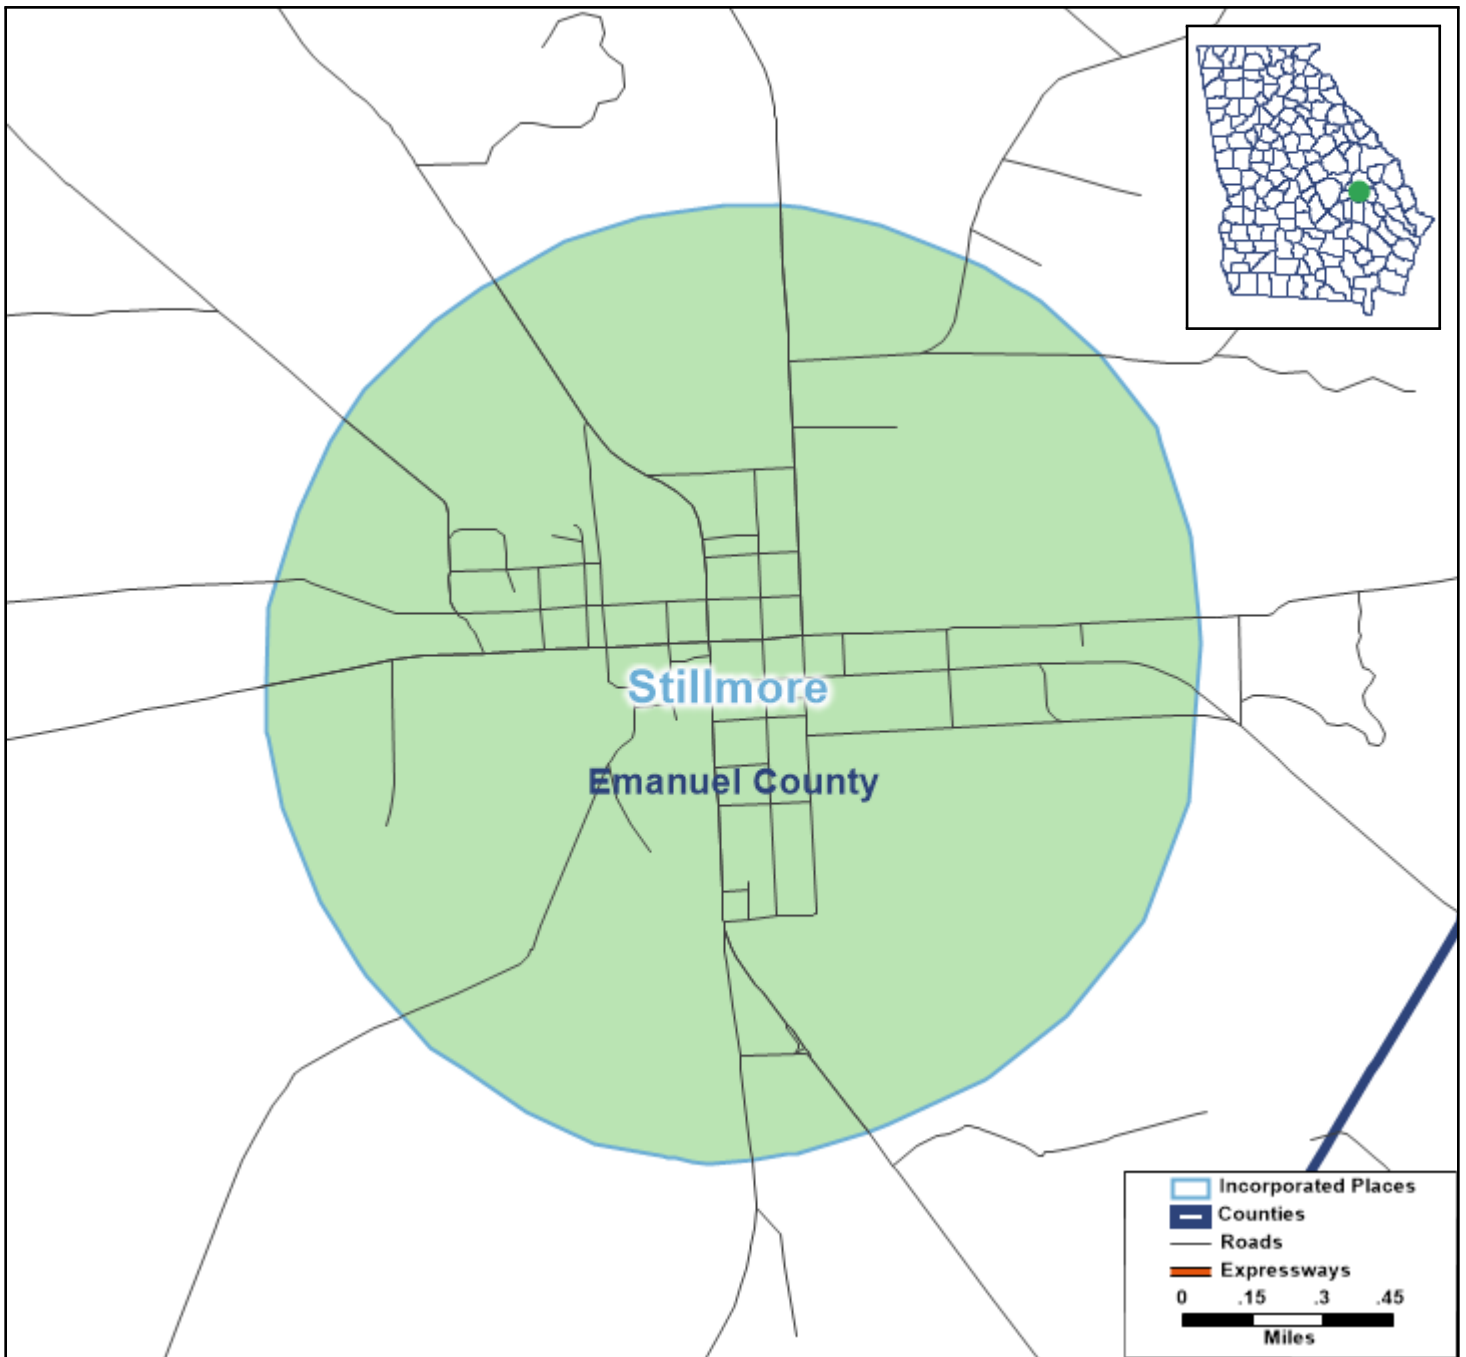 Stillmore
Emanuel County
Incorporated Places
Counties
Roads
Expressways
0 .15 .3 .45
Miles